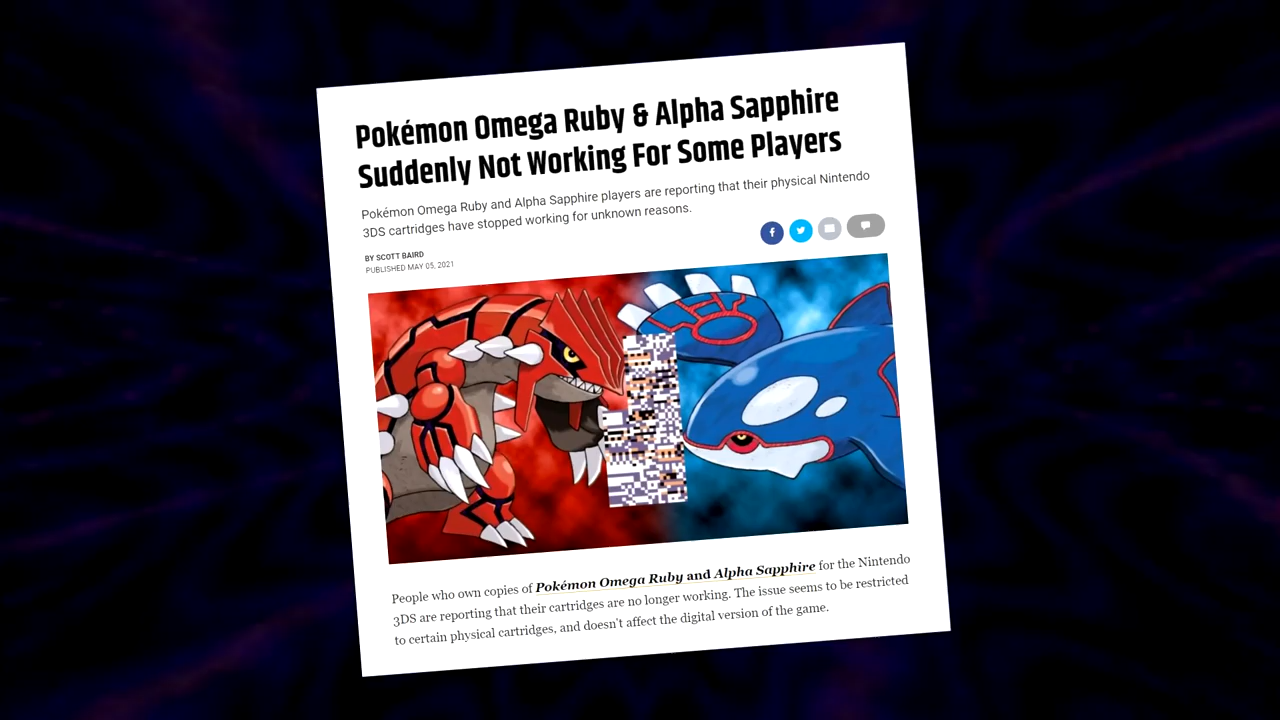 Pokémon Omega Ruby & Alpha Sapphire
Suddenly Not Working For Some Players
Pokémon Omega Ruby and Alpha Sapphire players are reporting that their physical Nintendo
3DS cartridges have stopped working for unknown reasons.
BY SCOTT BAIRD
PUBLISHED MAY 05, 2021
People who own copies of Pokémon Omega Ruby and Alpha Sapphire for the Nintendo
3DS are reporting that their cartridges are no longer working. The issue seems to be restricted
to certain physical cartridges, and doesn't affect the digital version of the game.